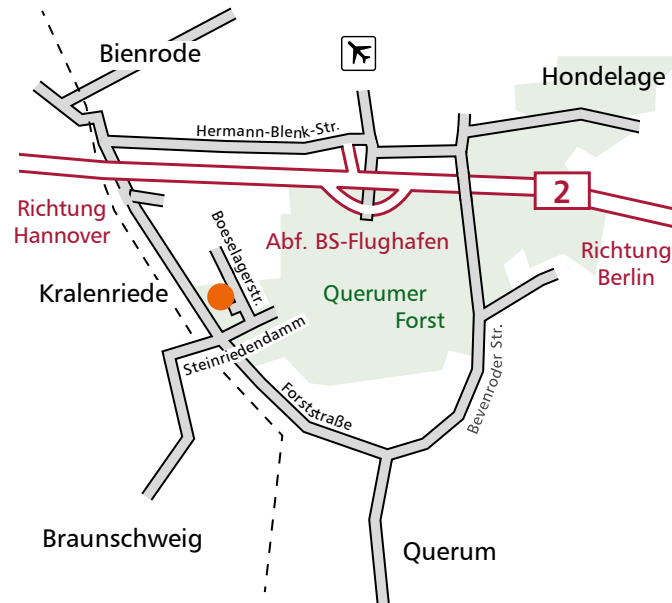 Bienrode
Hondelage
Hermann-Blenk-Str.
2
Richtung
Hannover
Boeselagerstr.
Abf. BS-Flughafen
Richtung
Berlin
Kralenriede
Querumer
Forst
Steinriedendamm
Bevenroder Str.
Forststraße
Braunschweig
Querum